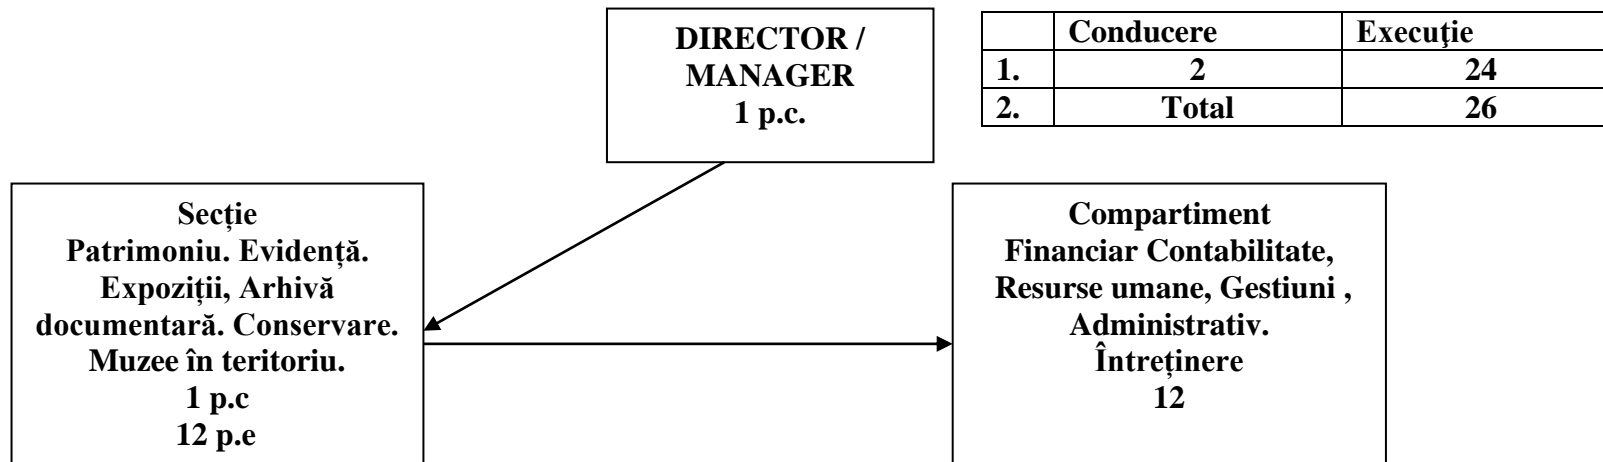 DIRECTOR /
MANAGER
1 p.c.
Conducere Execuţie
1. 2 24
2. Total 26
Secție
Patrimoniu. Evidență.
Expoziții, Arhivă
documentară. Conservare.
Muzee în teritoriu.
1 p.c
12 p.e
Compartiment
Financiar Contabilitate,
Resurse umane, Gestiuni ,
Administrativ.
Întreținere
12